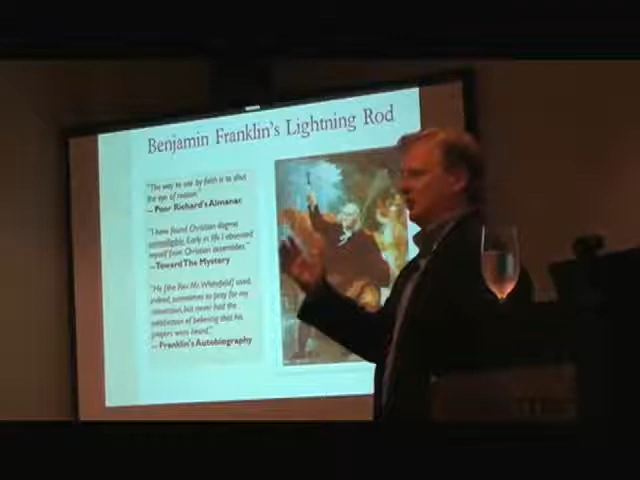 Benjamin Franklin's Lightning Rod
"The way to see by faith is to shut
the eye of reason."
— Poor Richard's Almanac
"I have found Christian dogma
unintelligible. Early in life I absented
myself from Christian assemblies."
—Toward The Mystery
"He [the Rev. Mr. Whitefield] used,
indeed, sometimes to pray for my
conversion, but never had the
satisfaction of believing that his
prayers were heard."
— Franklin's Autobiography